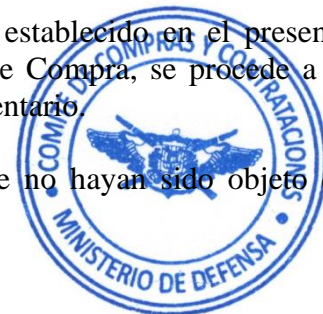 establecido en el presen
e Compra, se procede a
entario.
e no hayan sido objeto
COMITÉ DE COMPRAS Y CONTRATACIONES
MINISTERIO DE DEFENSA